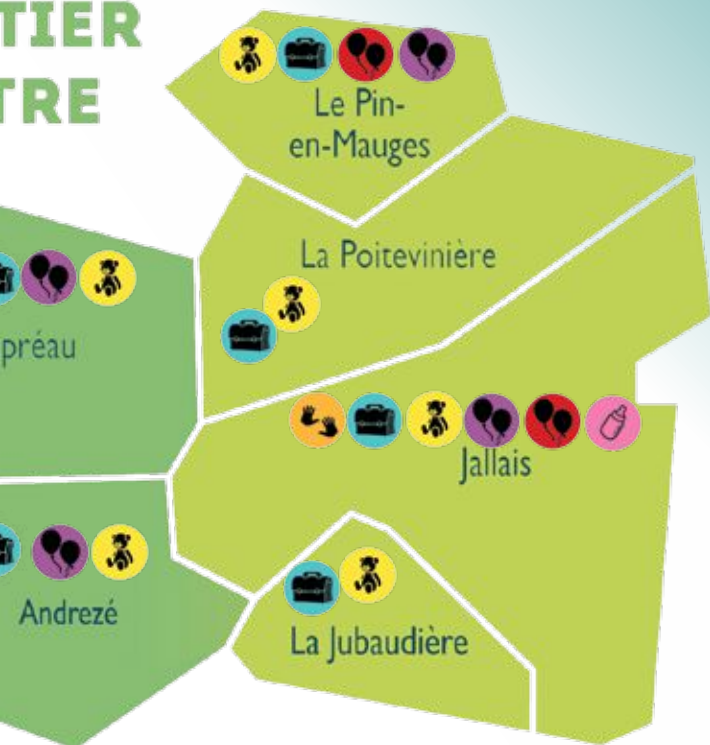 TIER
TRE
Le Pin-
en-Mauges
La Poitevinière
préau
Jallais
Andrezé
La Jubaudière